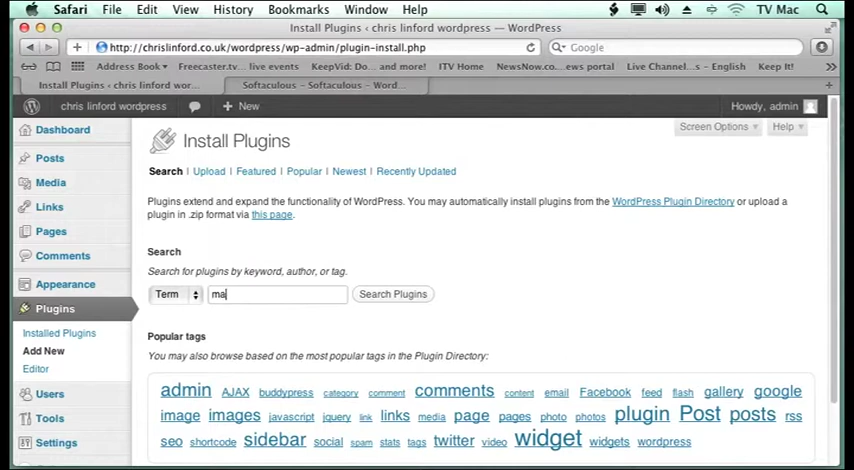 Safari File Edit View History Bookmarks Window Help TV Mac
Install Plugins ‹ chris linford wordpress — WordPress
http://chrislinford.co.uk/wordpress/wp-admin/plugin-install.php Google
Address Book Freecaster.tv... live events KeepVid: Do... and more! ITV Home NewsNow.co...ews portal Live Channel... – English Keep It!
Install Plugins ‹ chris linford wor... Softaculous – Softaculous – Word...
chris linford wordpress + New Howdy, admin
Dashboard
Posts
Media
Links
Pages
Comments
Appearance
Plugins
Installed Plugins
Add New
Editor
Users
Tools
Settings
Screen Options Help
Install Plugins
Search | Upload | Featured | Popular | Newest | Recently Updated
Plugins extend and expand the functionality of WordPress. You may automatically install plugins from the WordPress Plugin Directory or upload a
plugin in .zip format via this page.
Search
Search for plugins by keyword, author, or tag.
Term ma Search Plugins
Popular tags
You may also browse based on the most popular tags in the Plugin Directory:
admin AJAX buddypress category comment comments content email Facebook feed flash gallery google
image images javascript jquery link links media page pages photo photos plugin Post posts rss
seo shortcode sidebar social spam stats tags twitter video widget widgets wordpress